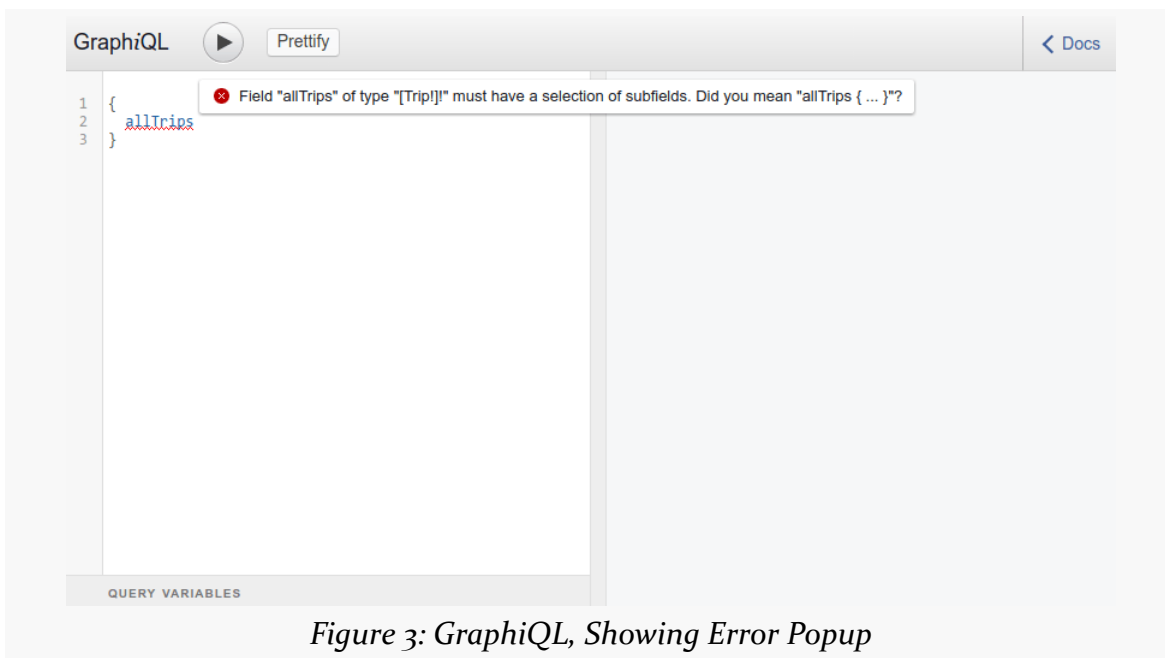 GraphiQL Prettify Docs
Field "allTrips" of type "[Trip!]!" must have a selection of subfields. Did you mean "allTrips { ... }"?
1 {
2 allTrips
3 }
QUERY VARIABLES
Figure 3: GraphiQL, Showing Error Popup